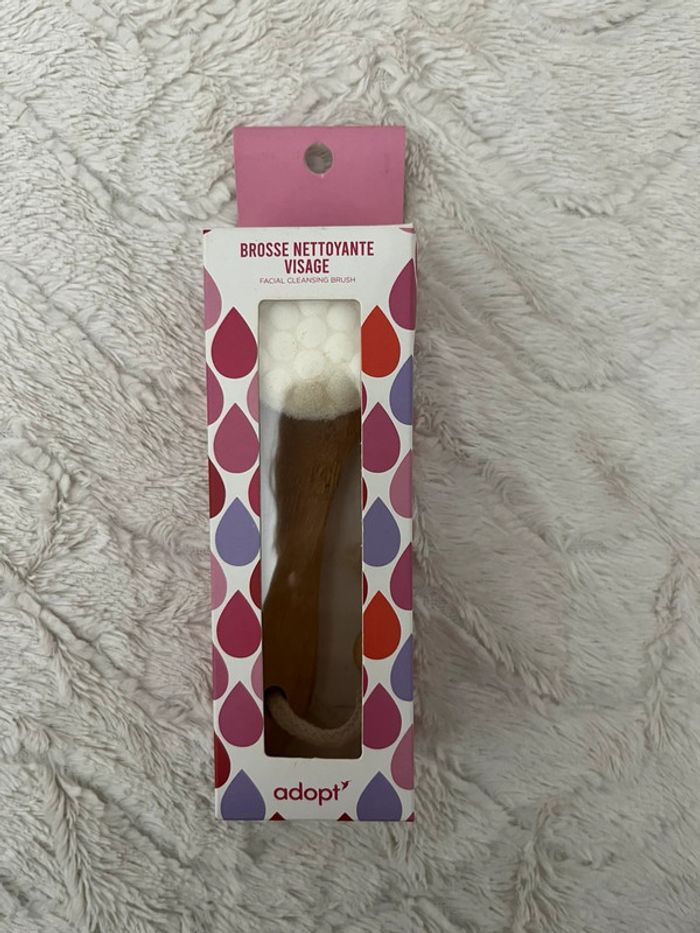 BROSSE NETTOYANTE
VISAGE
FACIAL CLEANSING BRUSH
adopt'